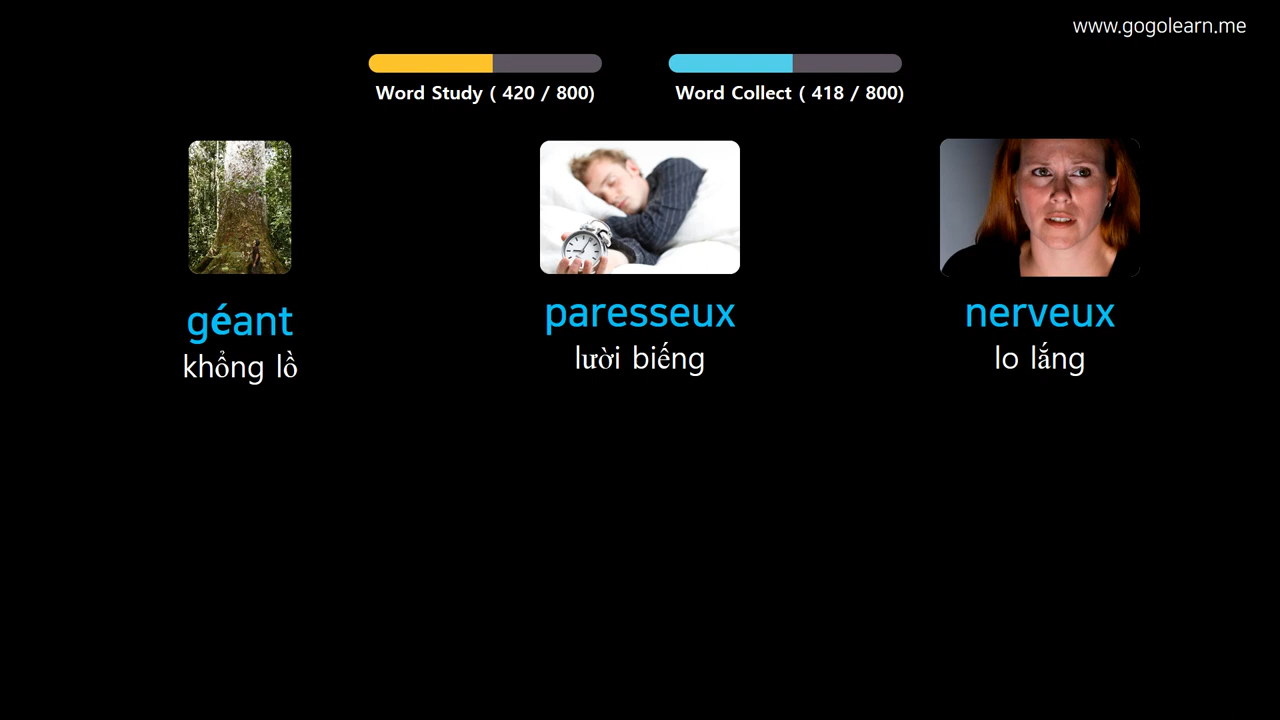 www.gogolearn.me
Word Study ( 420 / 800)
Word Collect ( 418 / 800)
géant
khổng lồ
paresseux
lười biếng
nerveux
lo lắng